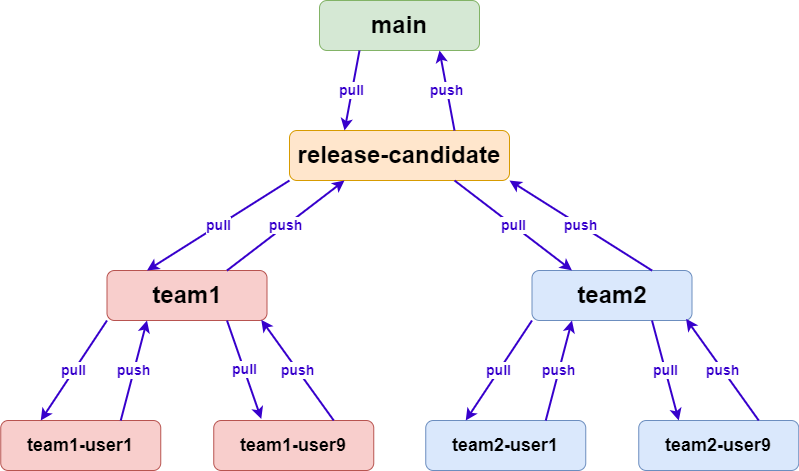 main
pull
push
release-candidate
pull
push
pull
push
team1
team2
pull
push
pull
push
pull
push
pull
push
team1-user1
team1-user9
team2-user1
team2-user9